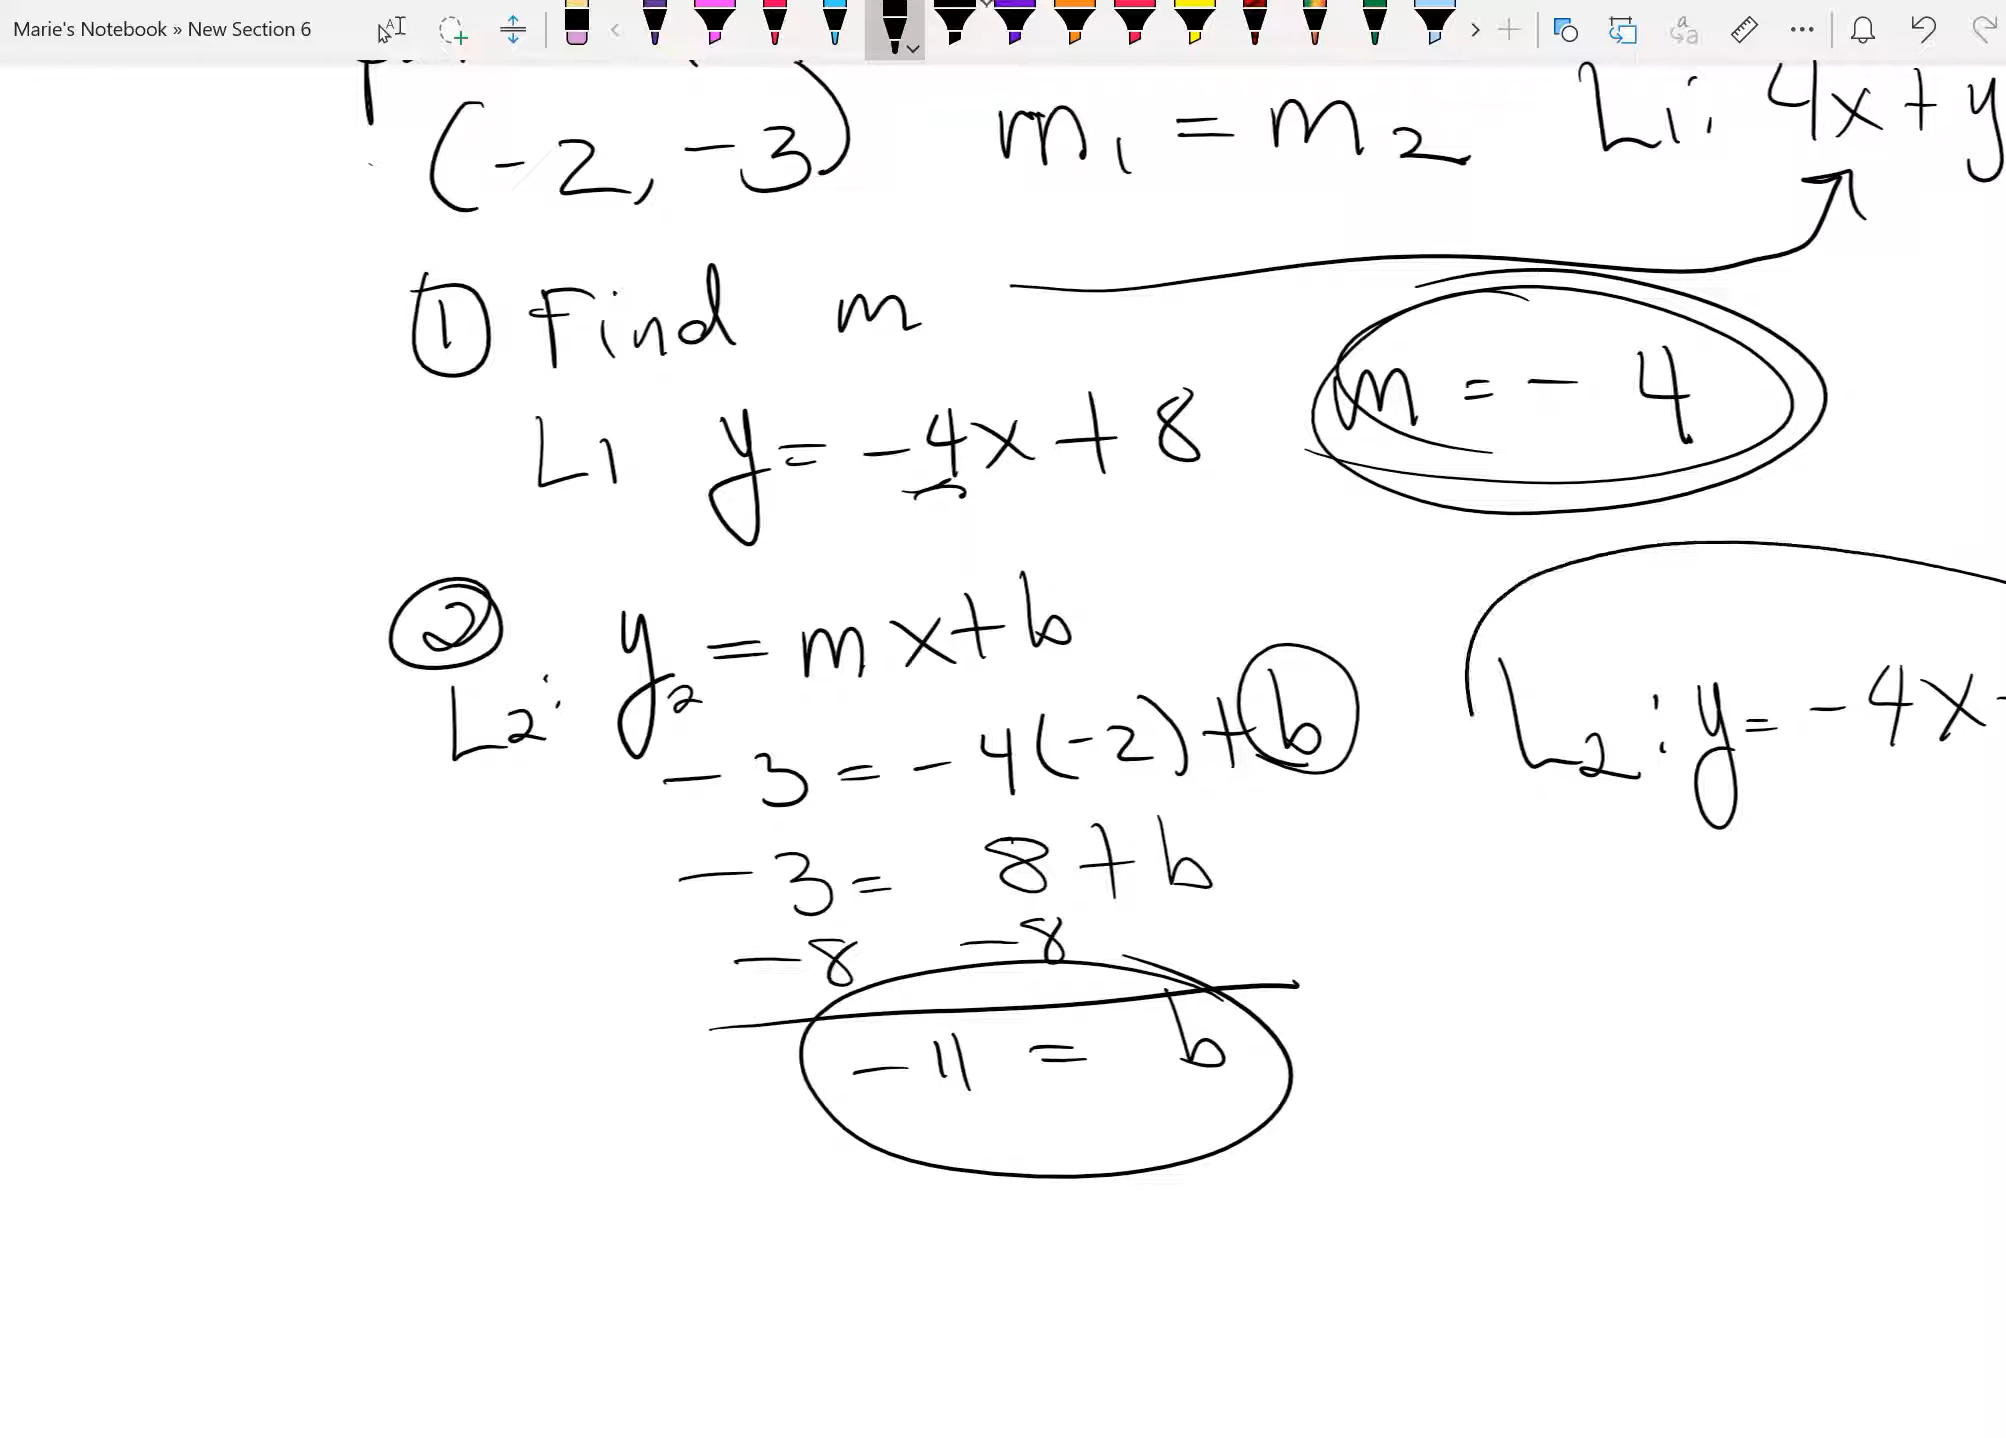 Marie's Notebook » New Section 6
(-2, -3) m₁ = m₂ L1: 4x + y
① Find m
m = -4
L1 y = -4x + 8
② y₂ = mx + b
L₂:
L₂: y = -4x -
-3 = -4(-2) + b
-3 = 8 + b
-8 -8
-11 = b